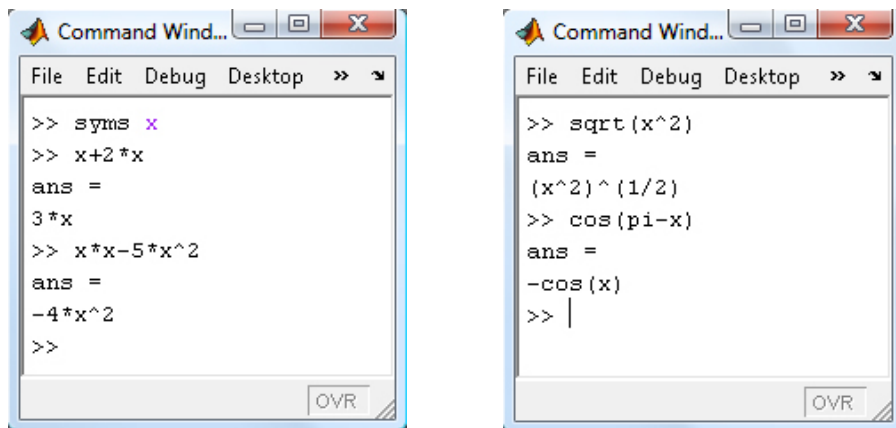 Command Wind...
File Edit Debug Desktop »
>> syms x
>> x+2*x
ans =
3*x
>> x*x-5*x^2
ans =
-4*x^2
>>
OVR
Command Wind...
File Edit Debug Desktop »
>> sqrt(x^2)
ans =
(x^2)^(1/2)
>> cos(pi-x)
ans =
-cos(x)
>>
OVR